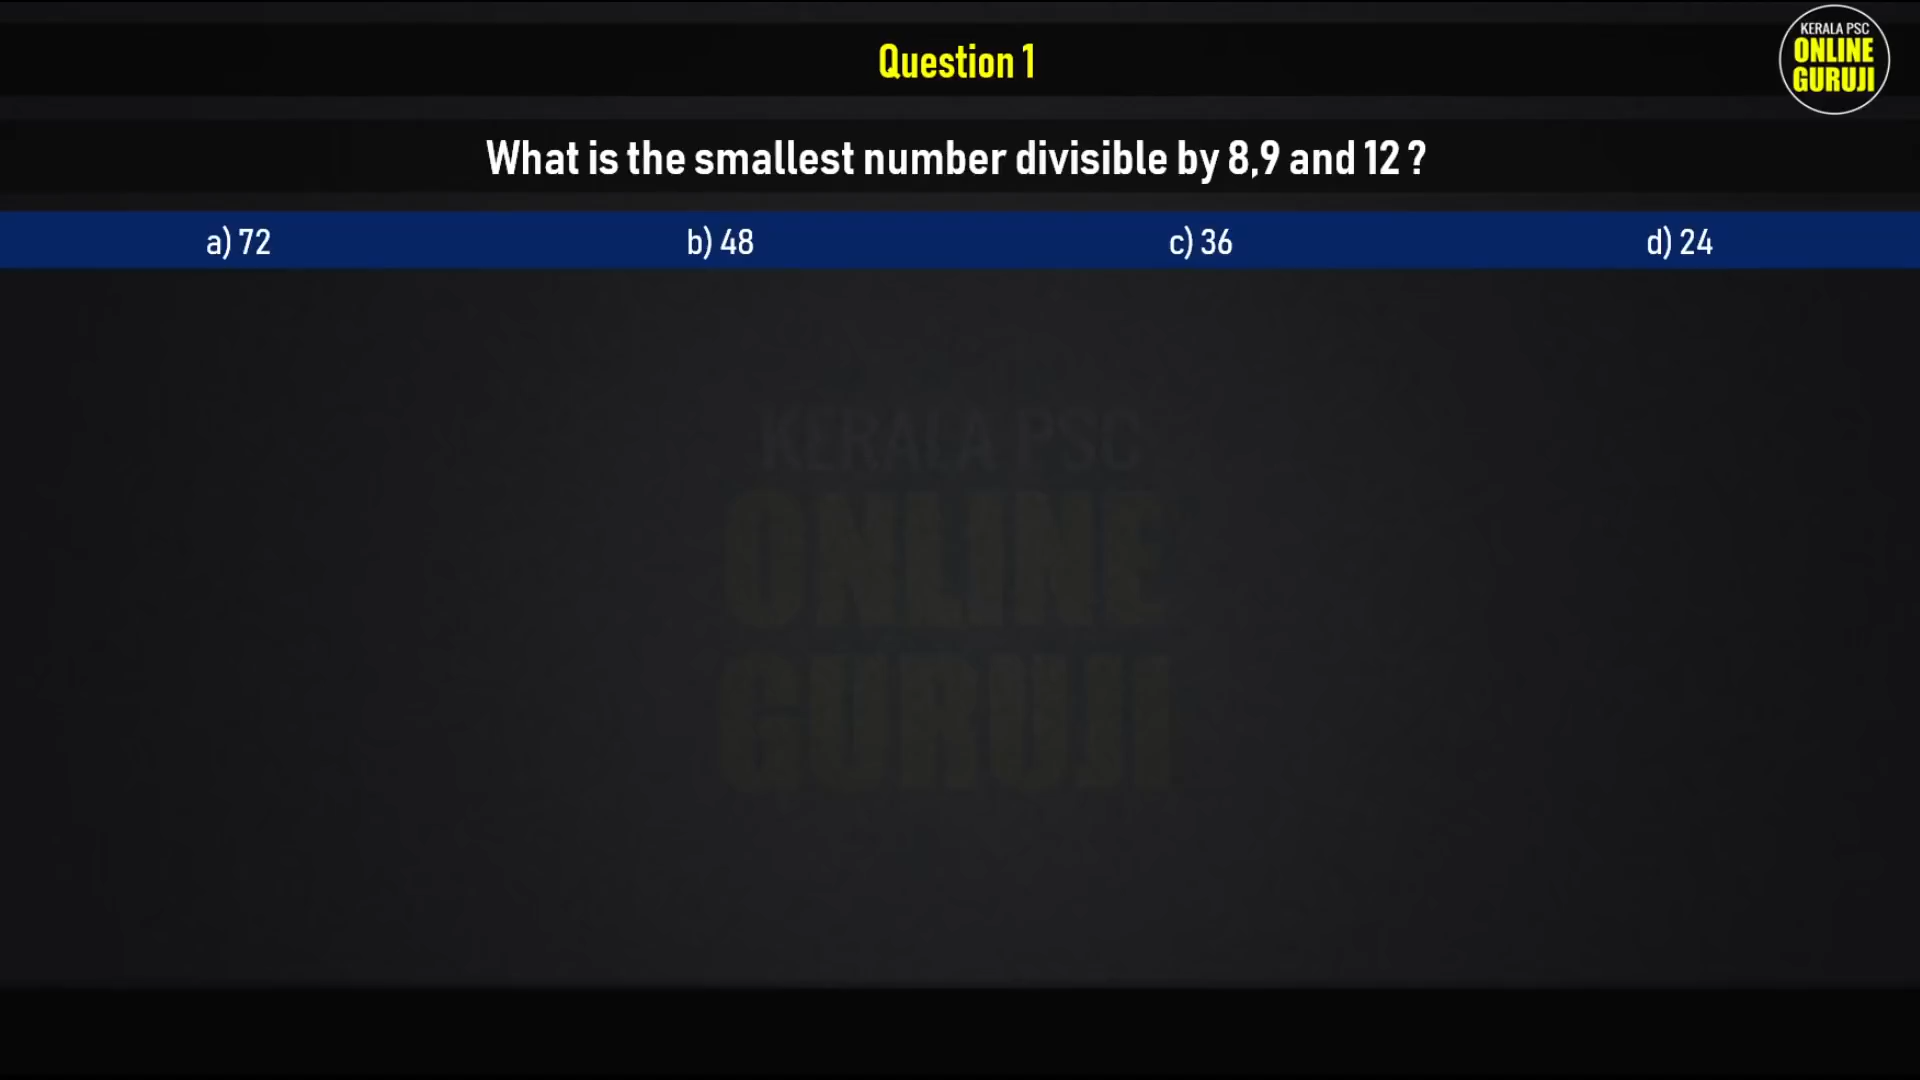 Question 1
KERALA PSC
ONLINE
GURUJI
What is the smallest number divisible by 8,9 and 12 ?
a) 72
b) 48
c) 36
d) 24
KERALA PSC
ONLINE
GURUJI